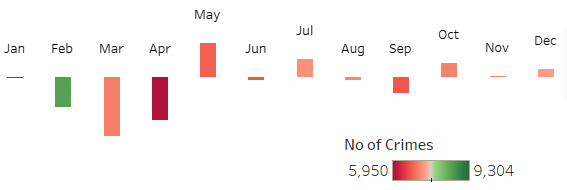 Jan Feb Mar Apr May Jun Jul Aug Sep Oct Nov Dec
No of Crimes
5,950 9,304